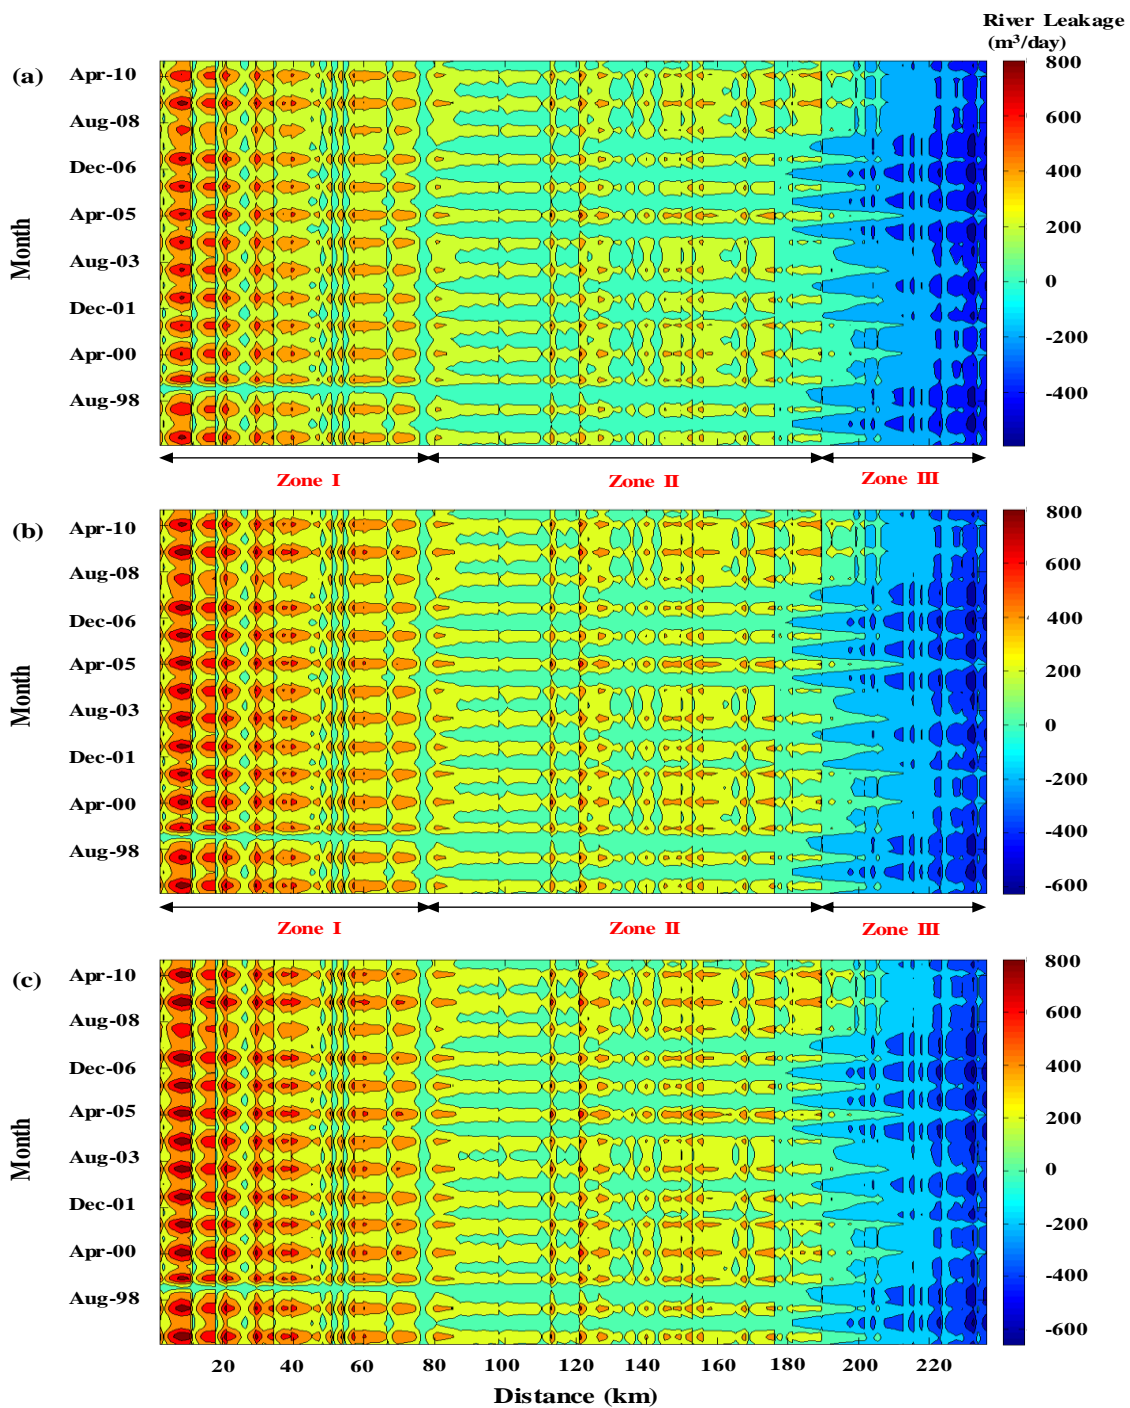 River Leakage
(m³/day)
(a)
Apr-10
Aug-08
Dec-06
Apr-05
Aug-03
Dec-01
Apr-00
Aug-98
Month
800
600
400
200
0
-200
-400
Zone I
Zone II
Zone III
(b)
Apr-10
Aug-08
Dec-06
Apr-05
Aug-03
Dec-01
Apr-00
Aug-98
Month
800
600
400
200
0
-200
-400
-600
Zone I
Zone II
Zone III
(c)
Apr-10
Aug-08
Dec-06
Apr-05
Aug-03
Dec-01
Apr-00
Aug-98
Month
800
600
400
200
0
-200
-400
-600
20 40 60 80 100 120 140 160 180 200 220
Distance (km)